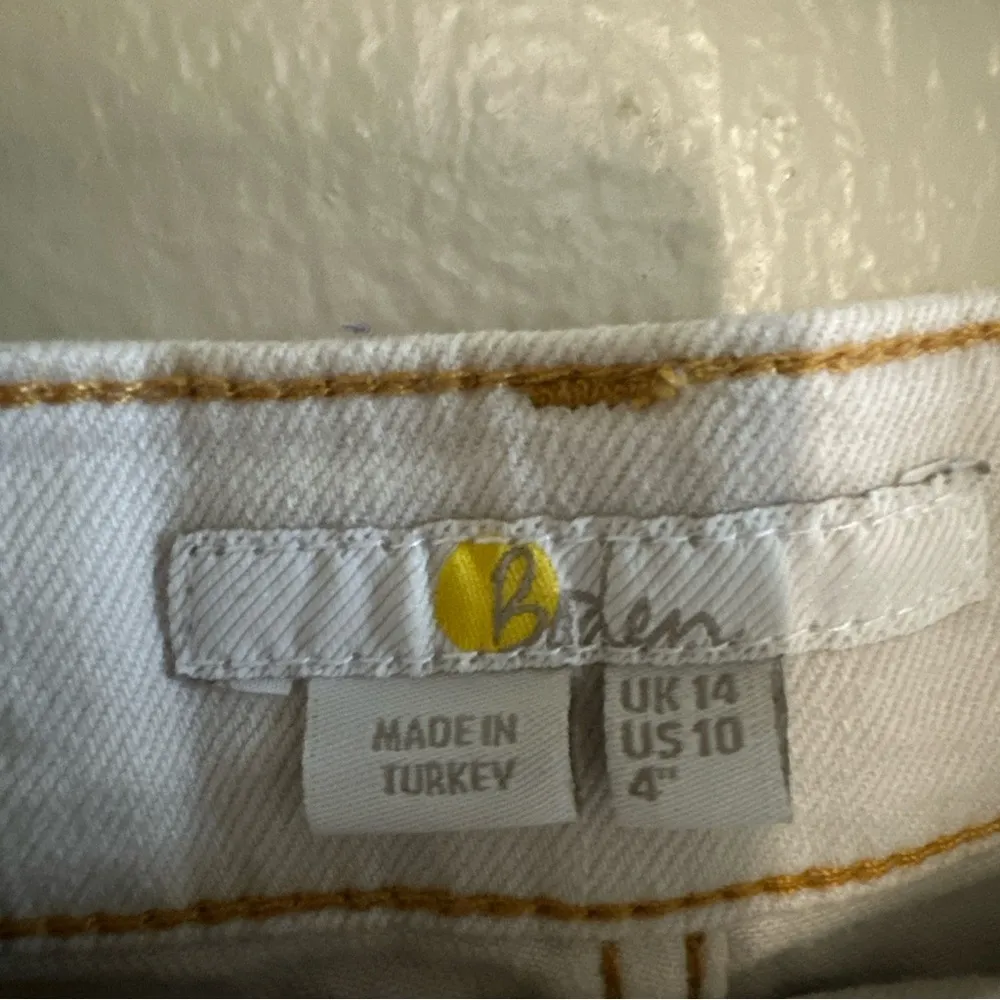 Boden
MADE IN
TURKEY
UK 14
US 10
4"